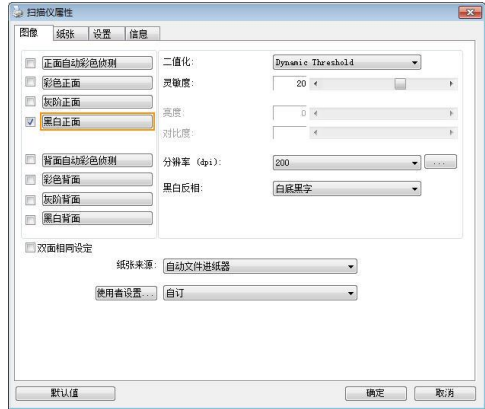 扫描仪属性
图像 纸张 设置 信息
正面自动彩色侦测
彩色正面
灰阶正面
黑白正面
背面自动彩色侦测
彩色背面
灰阶背面
黑白背面
二值化: Dynamic Threshold
灵敏度: 20
亮度: 0
对比度:
分辨率 (dpi): 200 ...
黑白反相: 白底黑字
双面相同设定
纸张来源: 自动文件进纸器
使用者设置... 自订
默认值 确定 取消